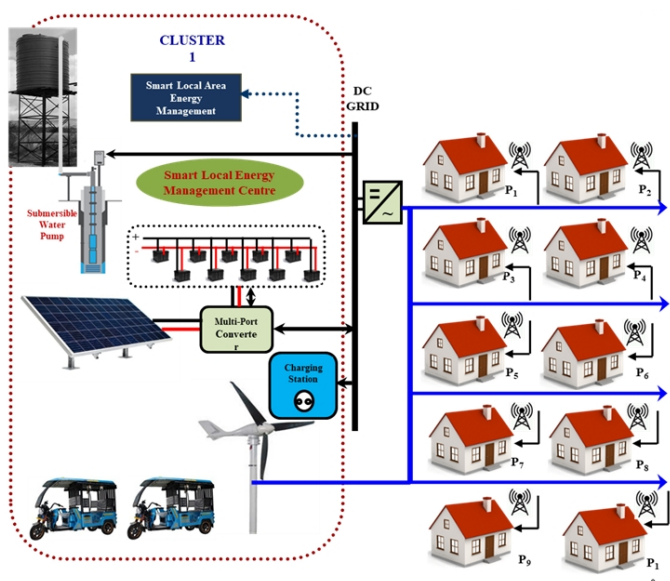 CLUSTER
1
Smart Local Area
Energy
Management
DC
GRID
Smart Local Energy
Management Centre
Submersible
Water
Pump
+
-
Multi-Port
Converte
r
Charging
Station
=
~
P1
P2
P3
P4
P5
P6
P7
P8
P9
P1